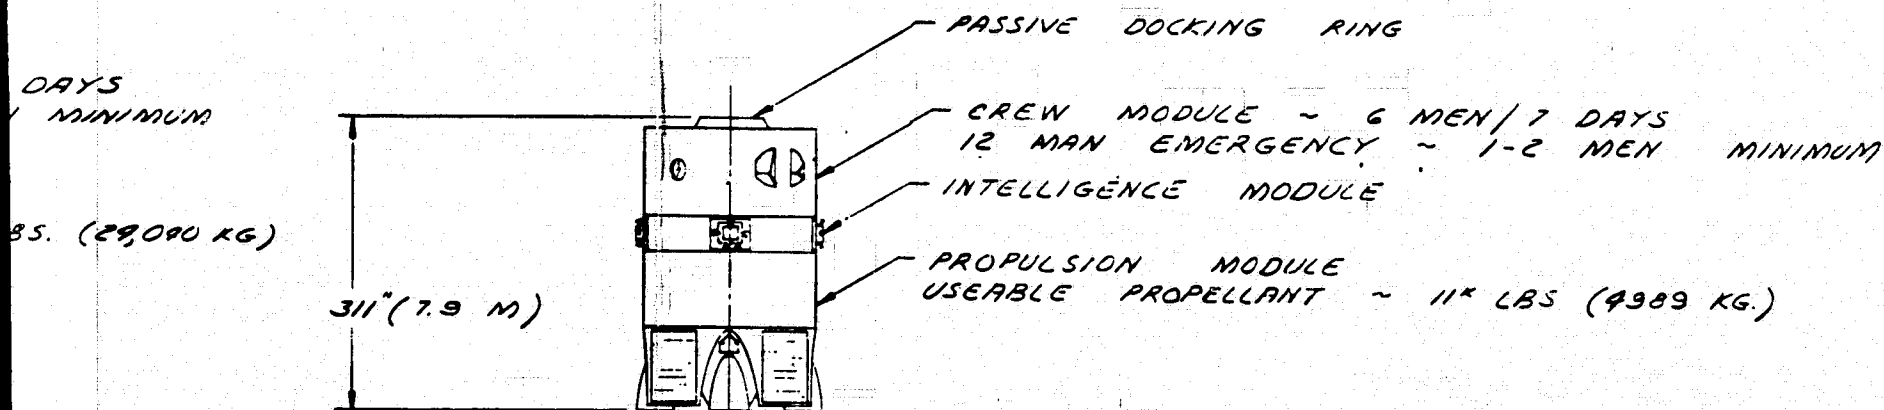 PASSIVE DOCKING RING
DAYS
MINIMUM
CREW MODULE ~ 6 MEN/7 DAYS
12 MAN EMERGENCY ~ 1-2 MEN MINIMUM
INTELLIGENCE MODULE
BS. (29,090 KG)
PROPULSION MODULE
USEABLE PROPELLANT ~ 11K LBS (4989 KG.)
311" (7.9 M)